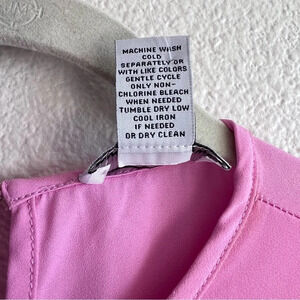 MACHINE WASH
COLD
SEPARATELY OR
WITH LIKE COLORS
GENTLE CYCLE
ONLY NON-
CHLORINE BLEACH
WHEN NEEDED
TUMBLE DRY LOW
COOL IRON
IF NEEDED
OR DRY CLEAN